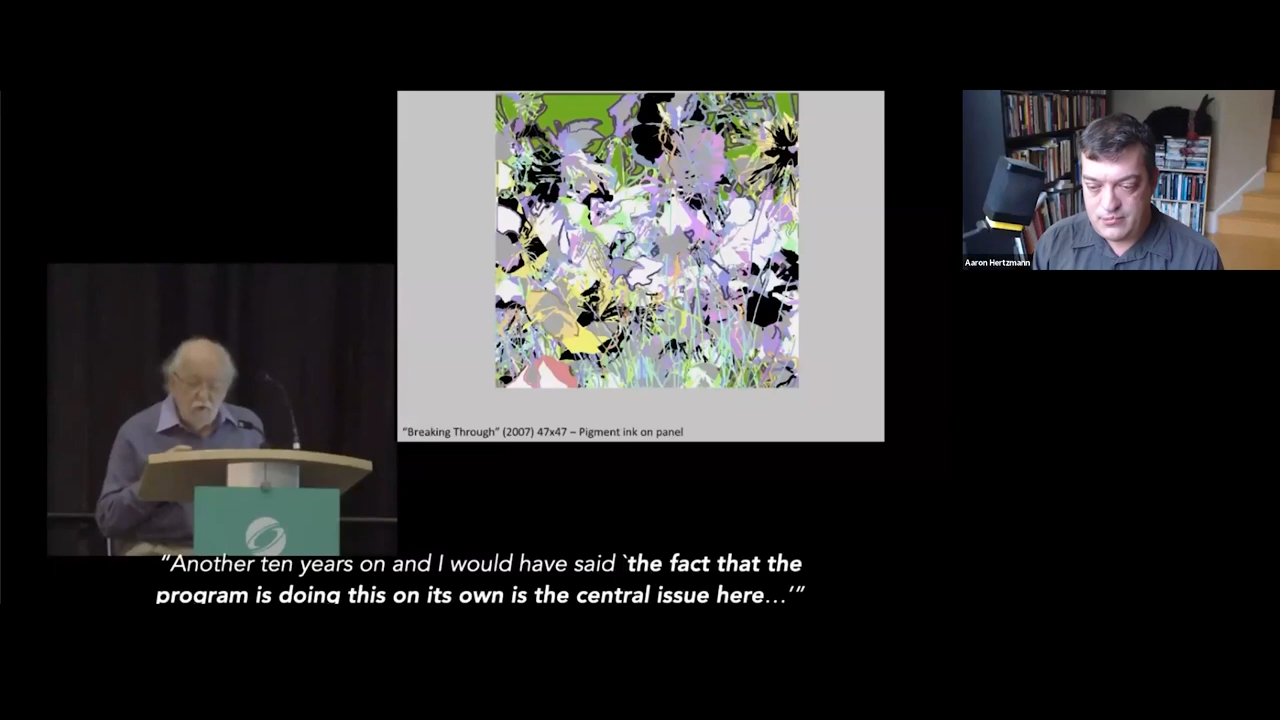 Aaron Hertzmann
"Breaking Through" (2007) 47x47 – Pigment ink on panel
"Another ten years on and I would have said `the fact that the
program is doing this on its own is the central issue here…'"